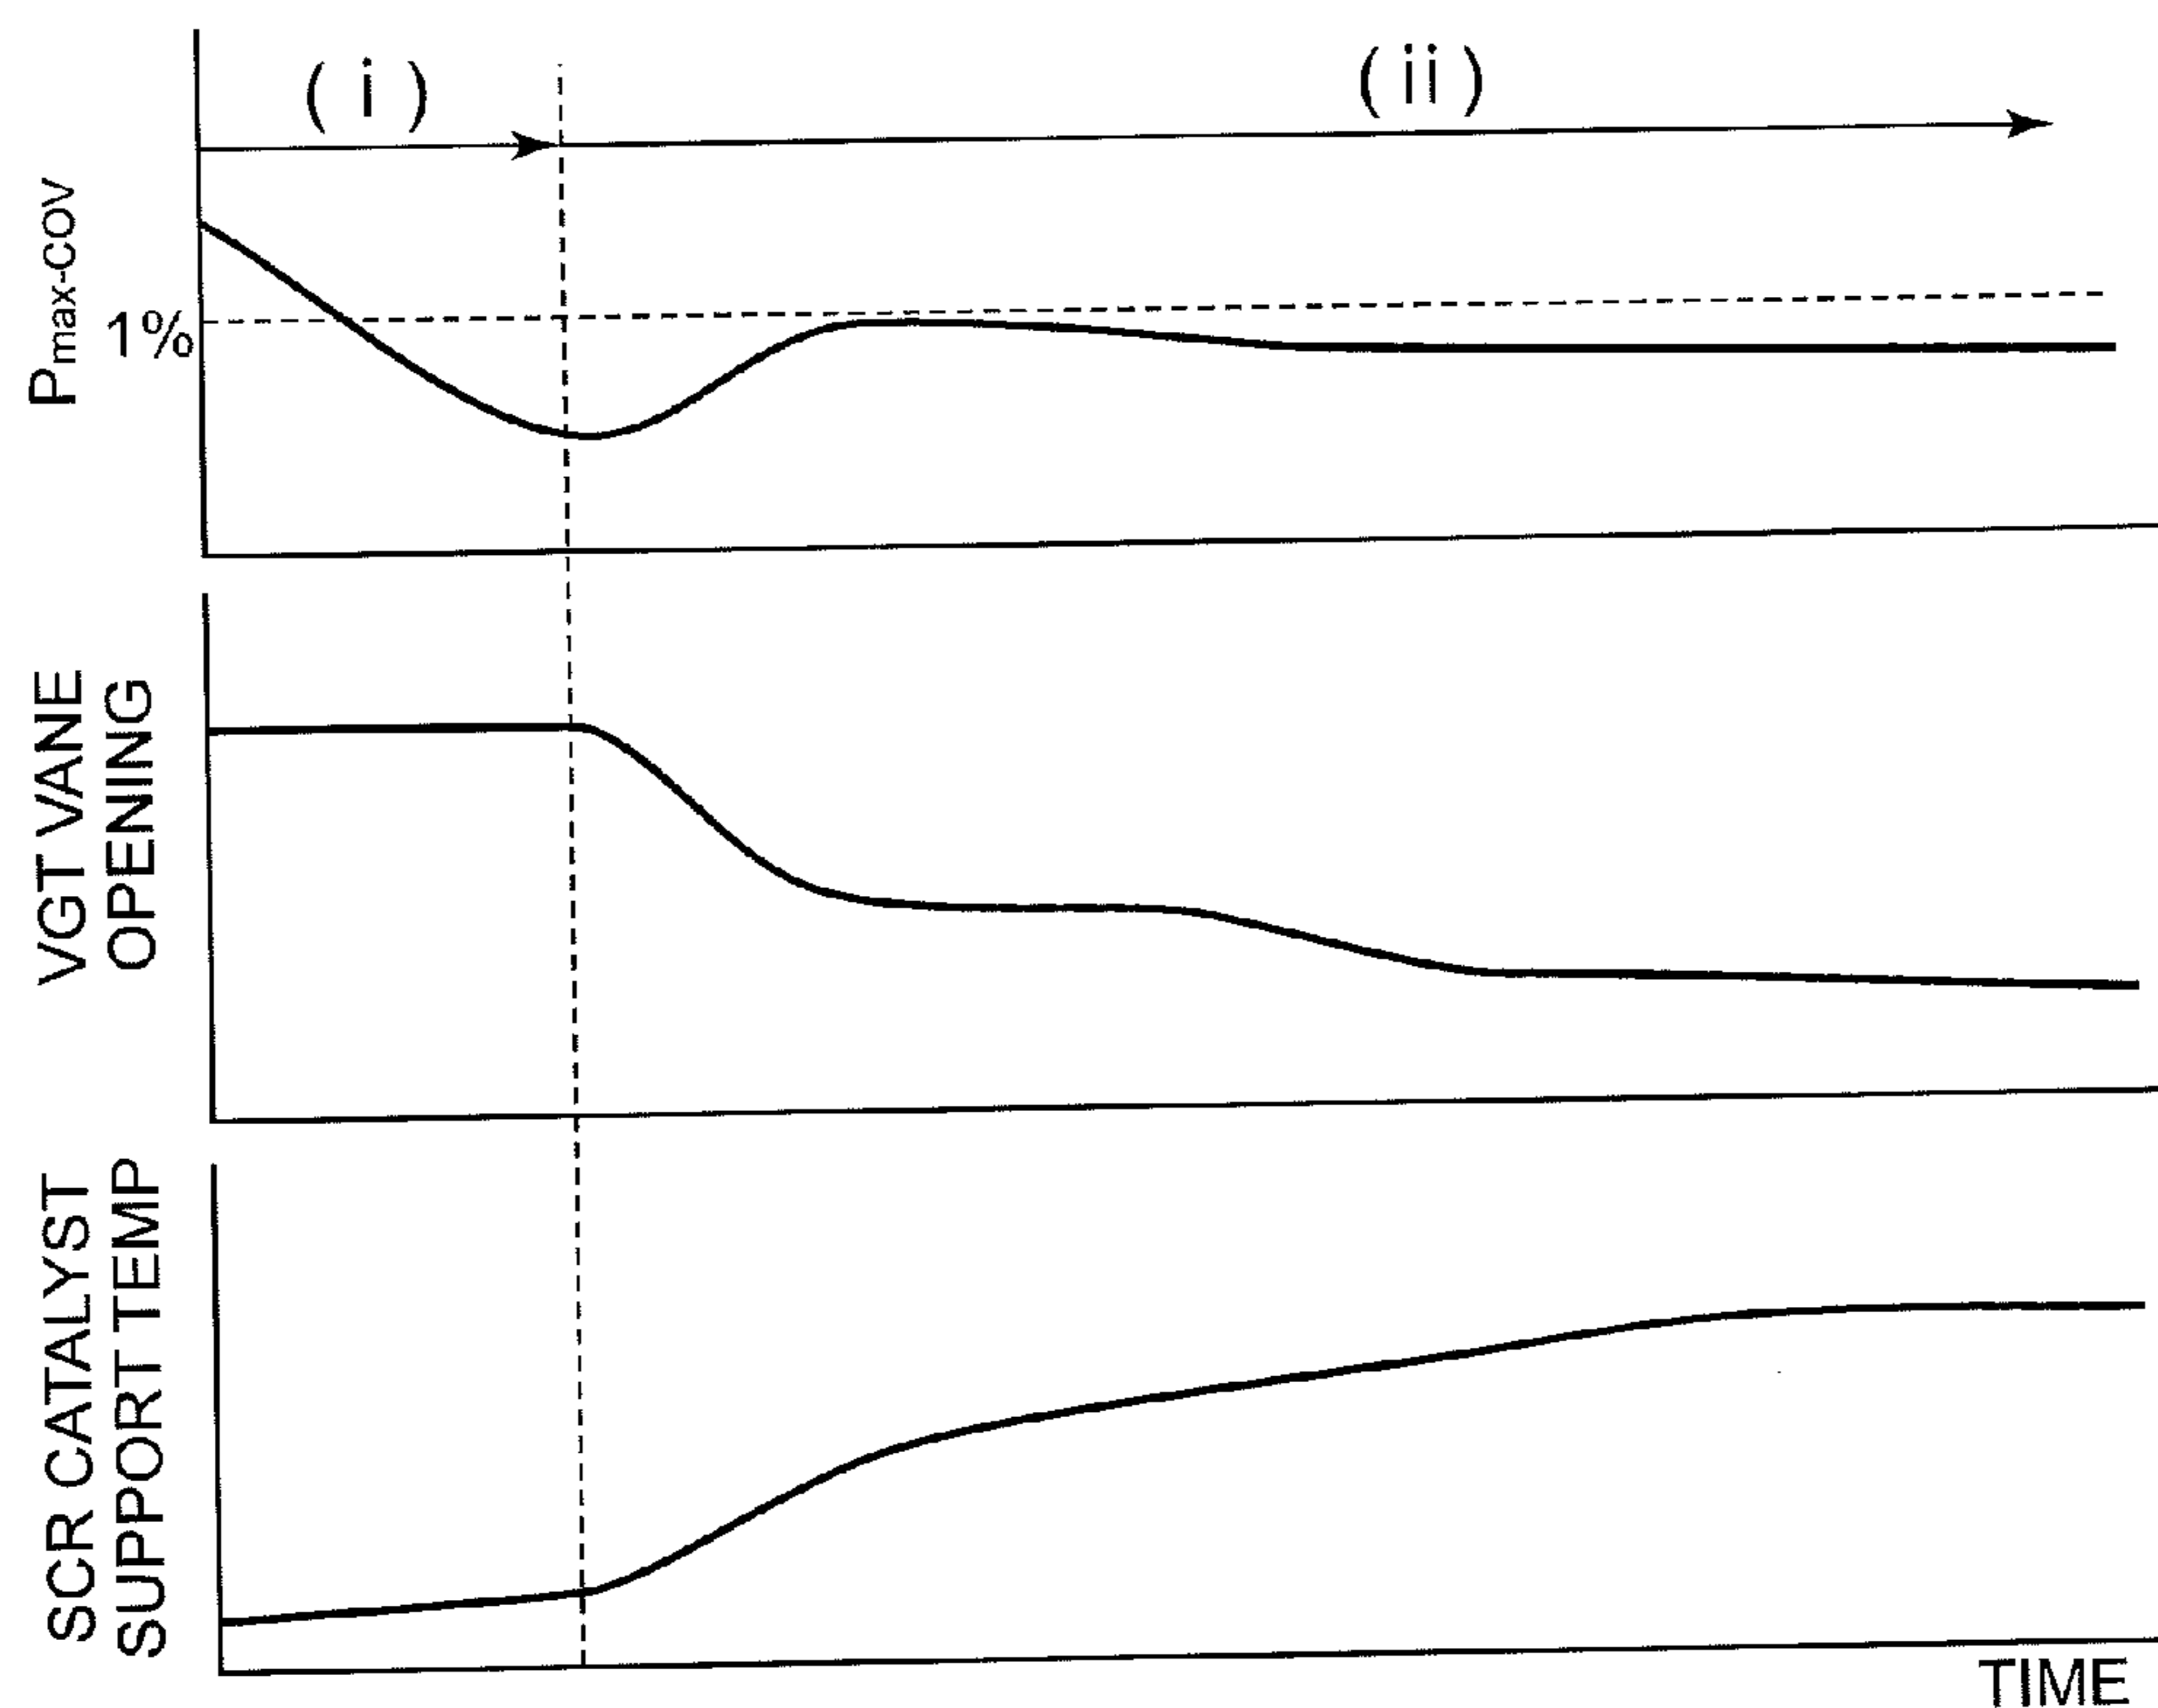 ( i )
( ii )
Pmax-COV
1%
VGT VANE
OPENING
SCR CATALYST
SUPPORT TEMP
TIME